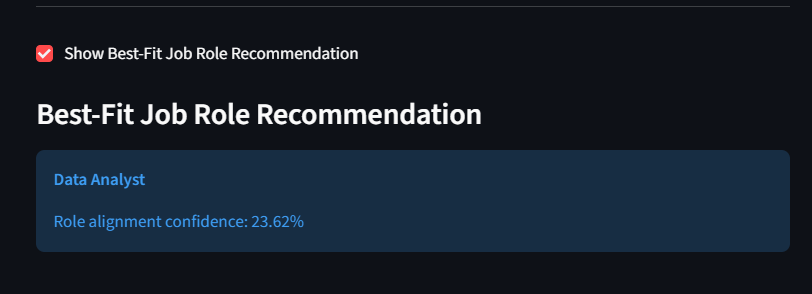 Show Best-Fit Job Role Recommendation
Best-Fit Job Role Recommendation
Data Analyst
Role alignment confidence: 23.62%